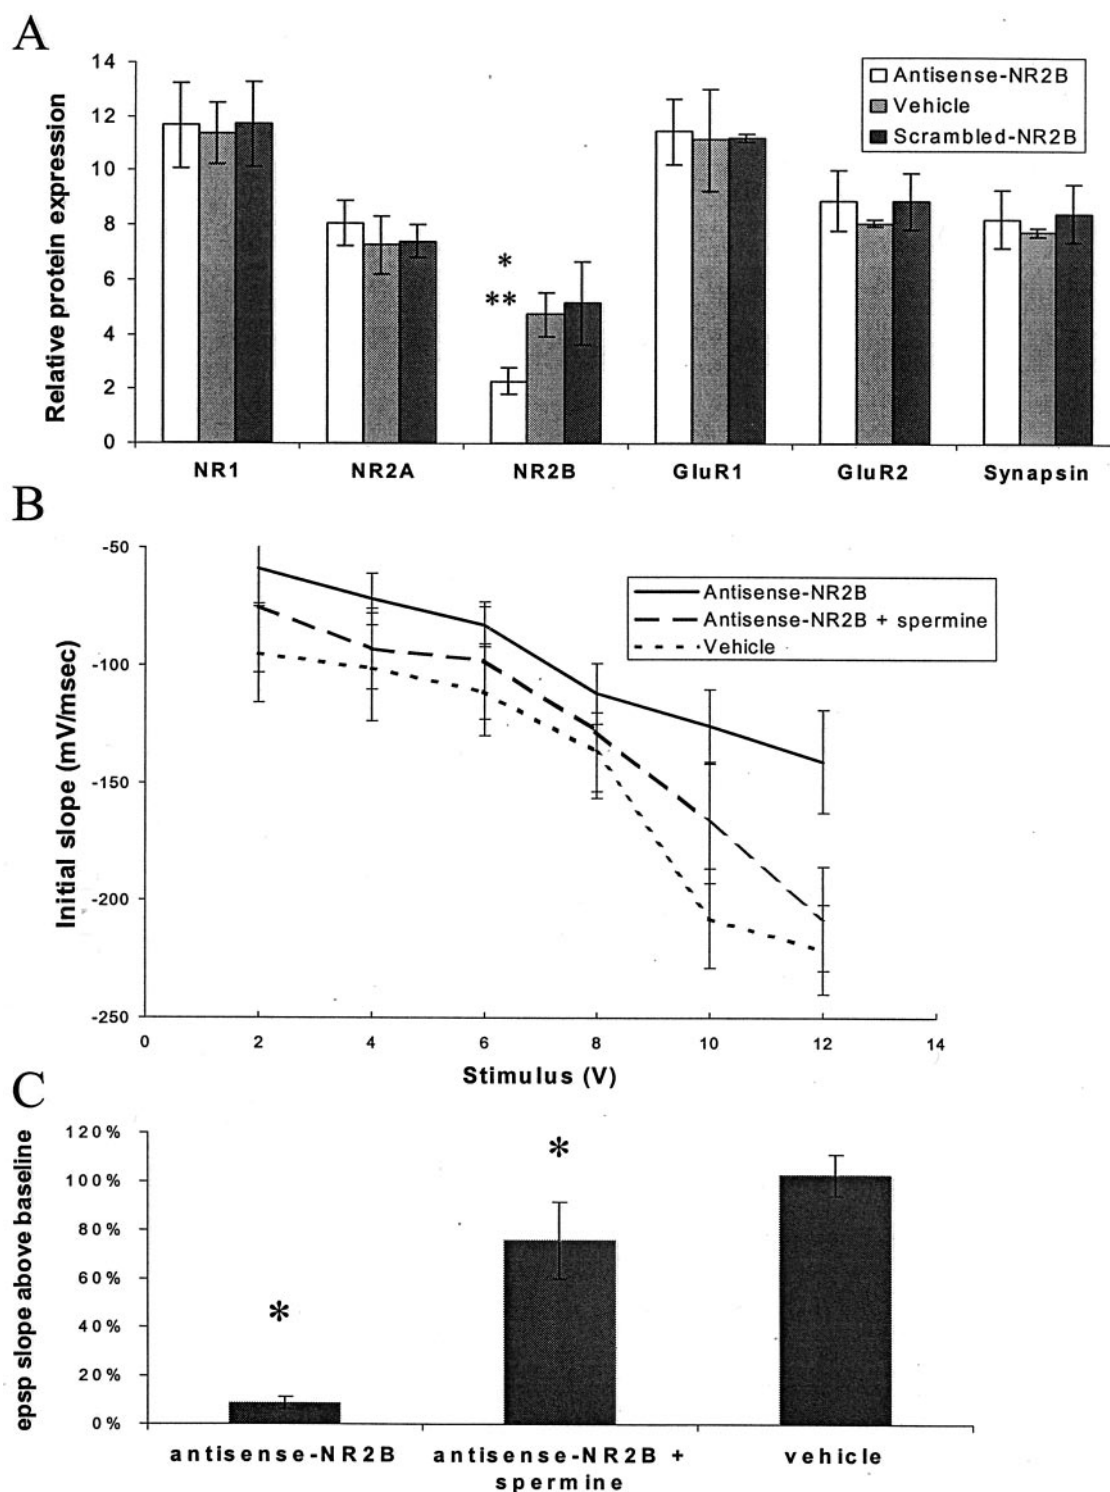 A
14
12
10
8
6
4
2
0
Relative protein expression
Antisense-NR2B
Vehicle
Scrambled-NR2B
*
**
NR1 NR2A NR2B GluR1 GluR2 Synapsin
B
-50
-100
-150
-200
-250
Initial slope (mV/msec)
Antisense-NR2B
Antisense-NR2B + spermine
Vehicle
0 2 4 6 8 10 12 14
Stimulus (V)
C
120%
100%
80%
60%
40%
20%
0%
epsp slope above baseline
*
*
antisense-NR2B antisense-NR2B + vehicle
spermine